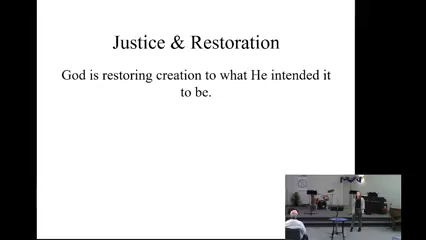 Justice & Restoration
God is restoring creation to what He intended it
to be.